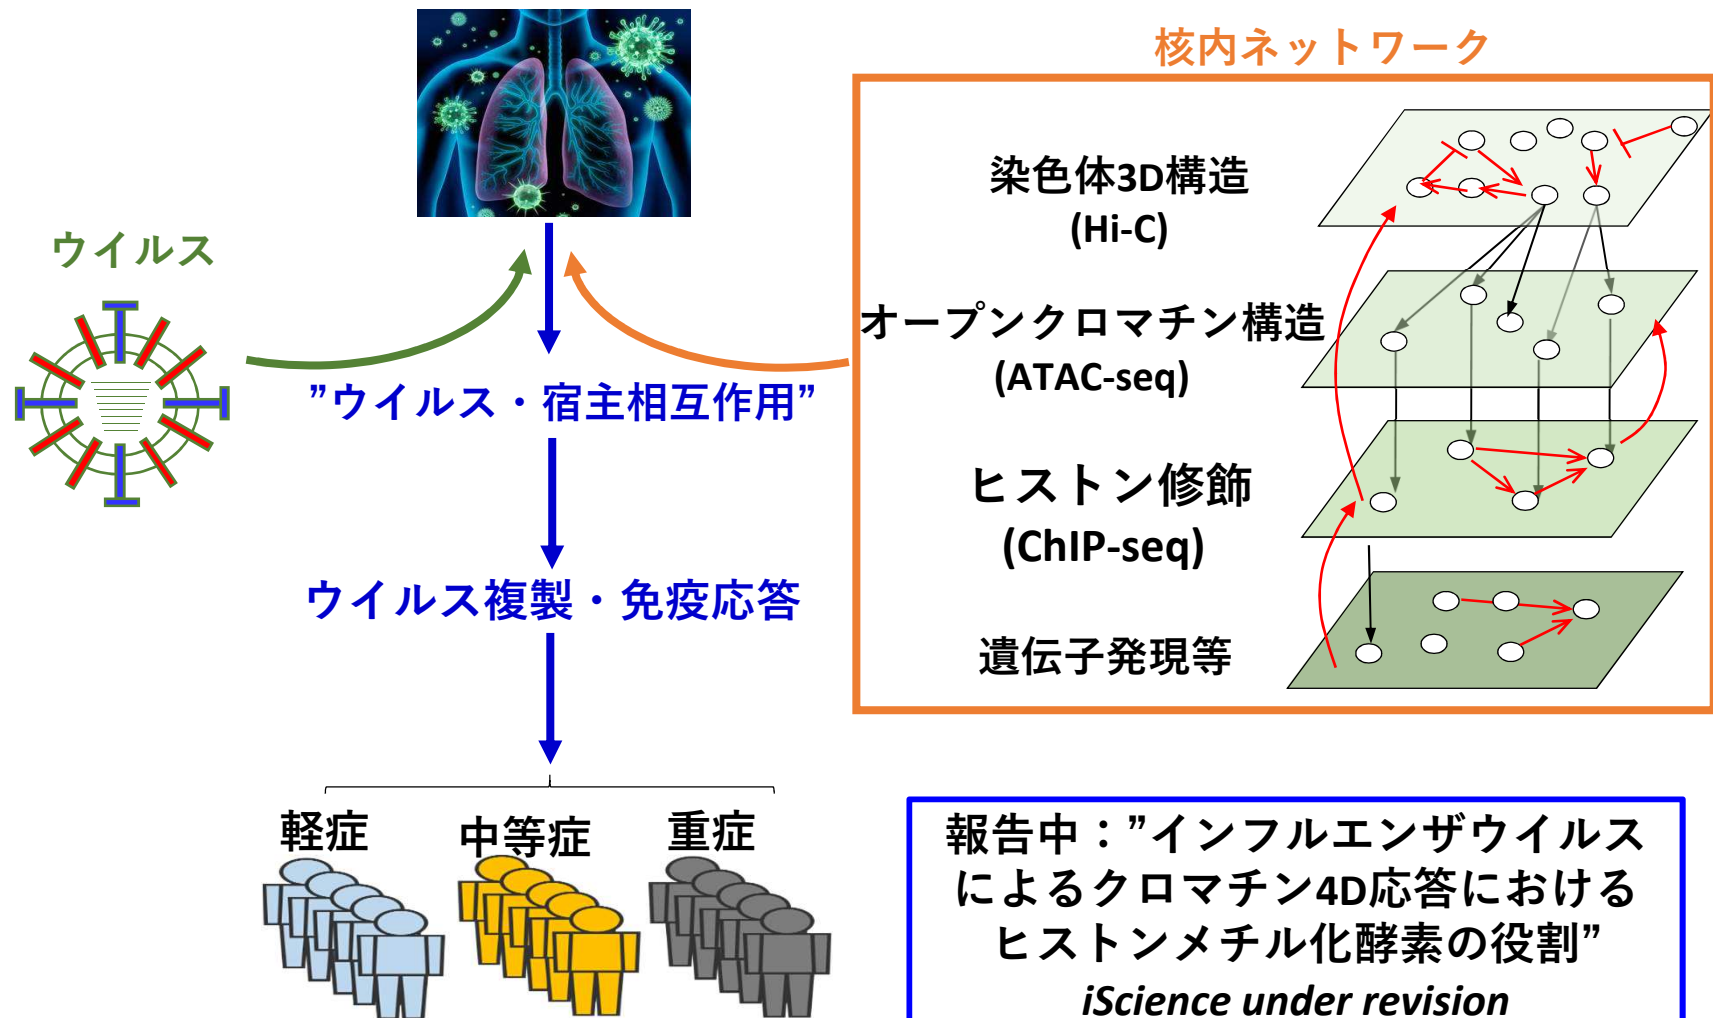 核内ネットワーク
染色体3D構造
(Hi-C)
ウイルス
オープンクロマチン構造
(ATAC-seq)
”ウイルス・宿主相互作用”
ヒストン修飾
(ChIP-seq)
ウイルス複製・免疫応答
遺伝子発現等
軽症
中等症
重症
報告中：”インフルエンザウイルス
によるクロマチン4D応答における
ヒストンメチル化酵素の役割”
iScience under revision